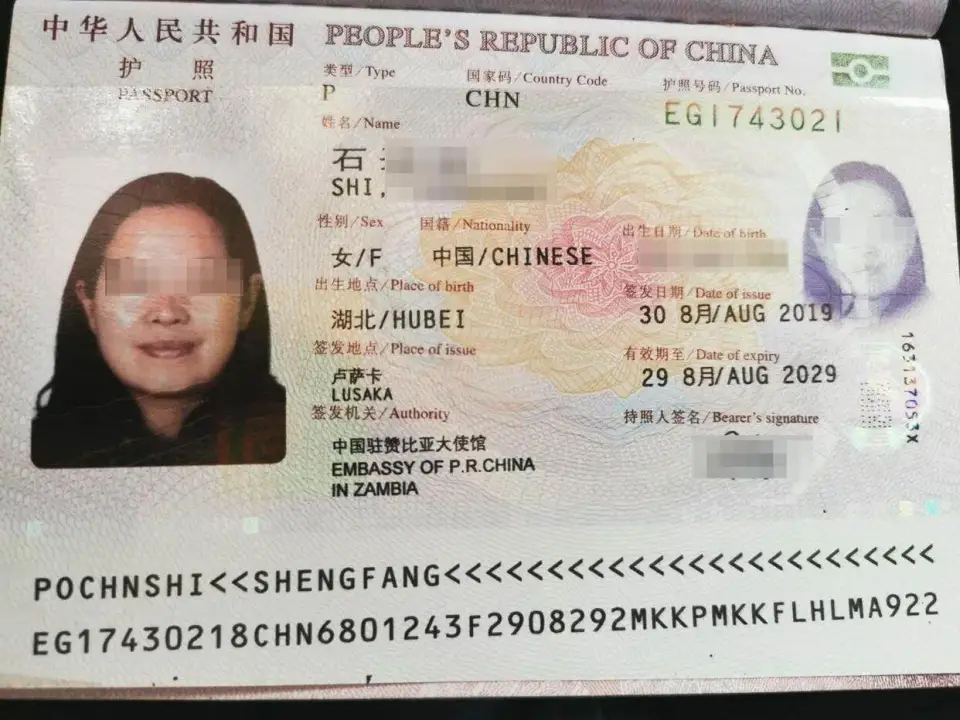 中华人民共和国 PEOPLE'S REPUBLIC OF CHINA
护 照
PASSPORT
类型/Type 国家码/Country Code 护照号码/Passport No.
P CHN EG1743021
姓名/Name
石
SHI,
性别/Sex 国籍/Nationality 出生日期/Date of birth
女/F 中国/CHINESE
出生地点/Place of birth 签发日期/Date of issue
湖北/HUBEI 30 8月/AUG 2019
签发地点/Place of issue 有效期至/Date of expiry
卢萨卡 29 8月/AUG 2029
LUSAKA
签发机关/Authority 持照人签名/Bearer's signature
中国驻赞比亚大使馆
EMBASSY OF P.R.CHINA
IN ZAMBIA
POCHNSHI<<SHENGFANG<<<<<<<<<<<<<<<<<<<<<<<<<
EG17430218CHN6801243F2908292MKKPMKKFLHLMA922